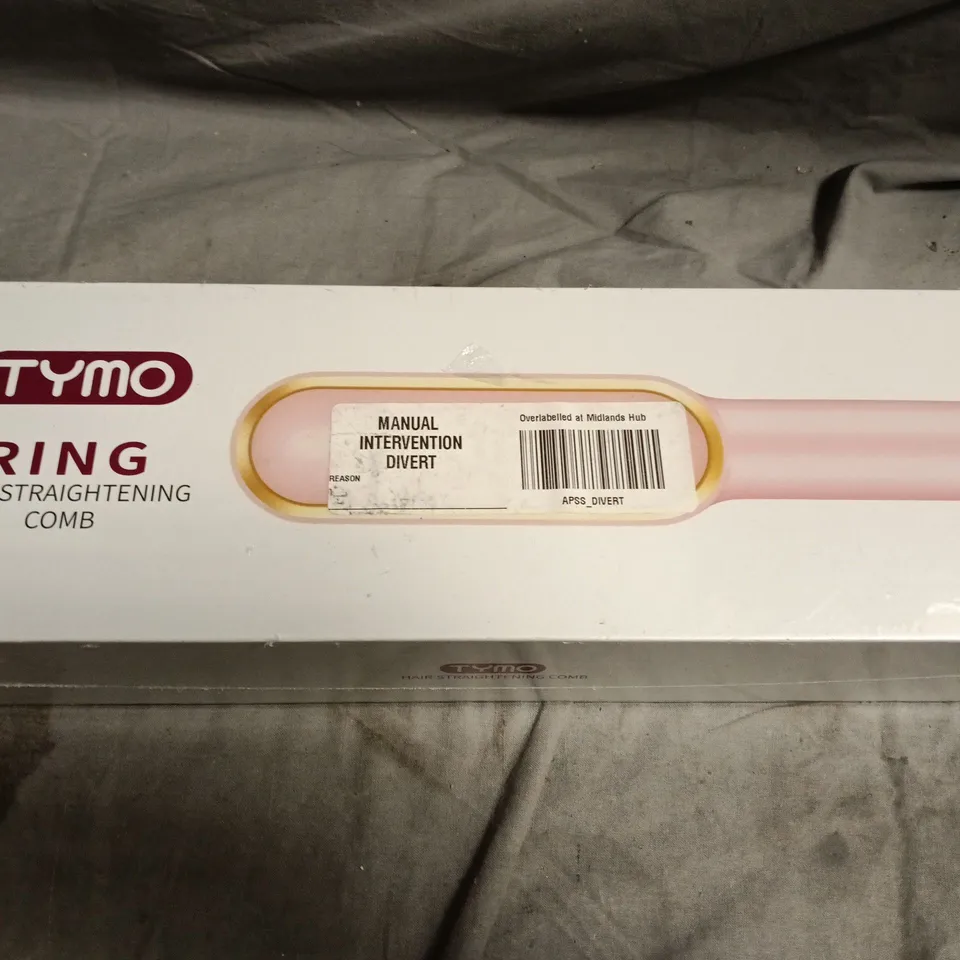 TYMO
RING
STRAIGHTENING
COMB
MANUAL
INTERVENTION
DIVERT
REASON
Overlabelled at Midlands Hub
APSS_DIVERT
TYMO
HAIR STRAIGHTENING COMB